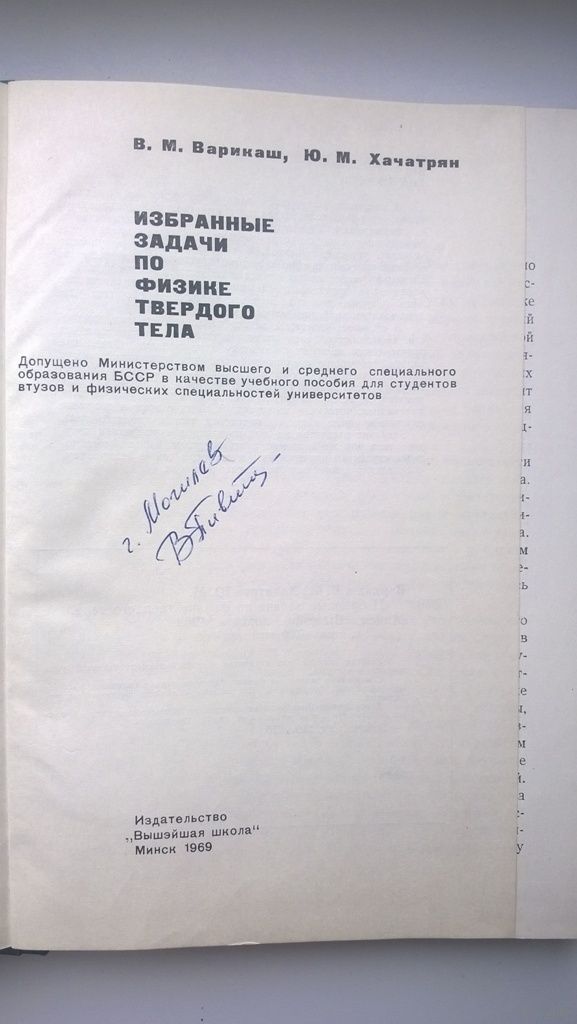 В. М. Варикаш, Ю. М. Хачатрян
ИЗБРАННЫЕ
ЗАДАЧИ
ПО
ФИЗИКЕ
ТВЕРДОГО
ТЕЛА
Допущено Министерством высшего и среднего специального
образования БССР в качестве учебного пособия для студентов
втузов и физических специальностей университетов
г. Могилев
Издательство
„Вышэйшая школа"
Минск 1969